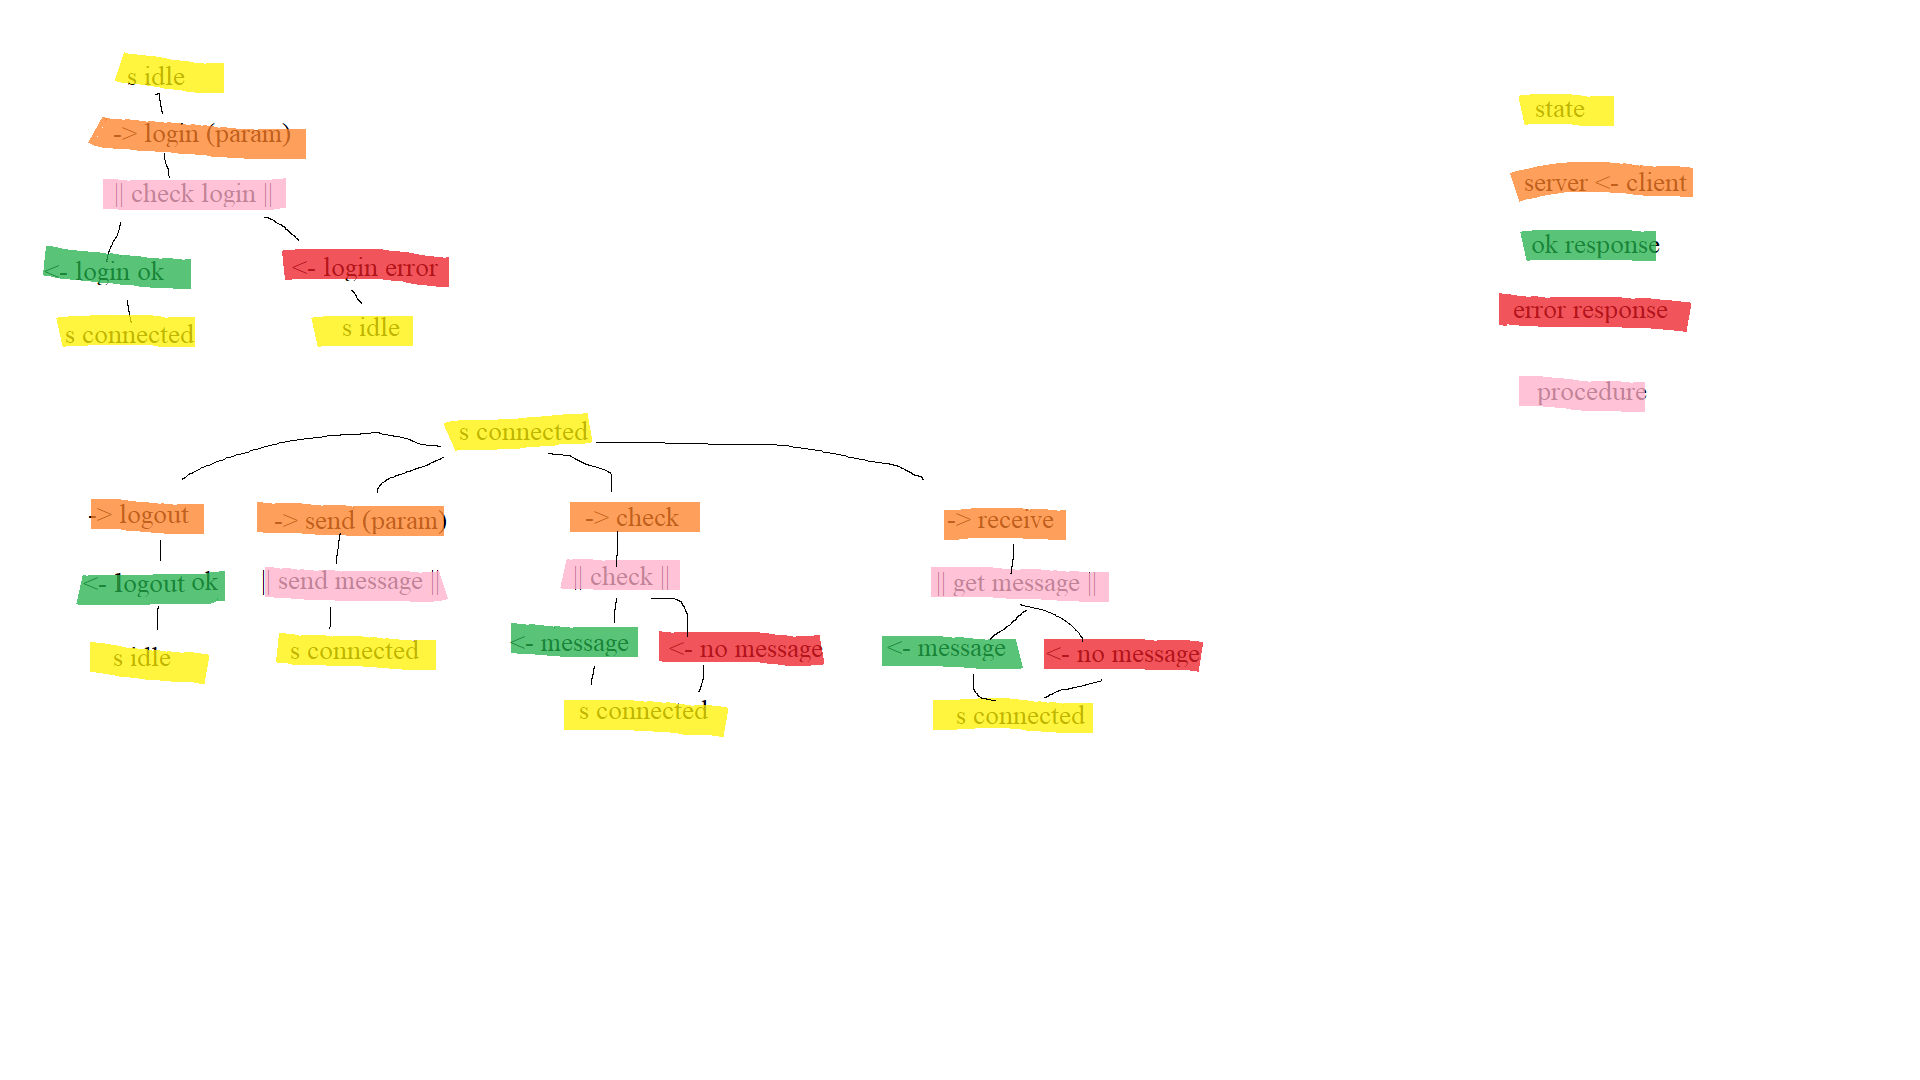 s idle
-> login (param)
|| check login ||
<- login ok
<- login error
s connected
s idle
s connected
-> logout
-> send (param)
-> check
-> receive
<- logout ok
|| send message ||
|| check ||
|| get message ||
s idle
s connected
<- message
<- no message
<- message
<- no message
s connected
s connected
state
server <- client
ok response
error response
procedure